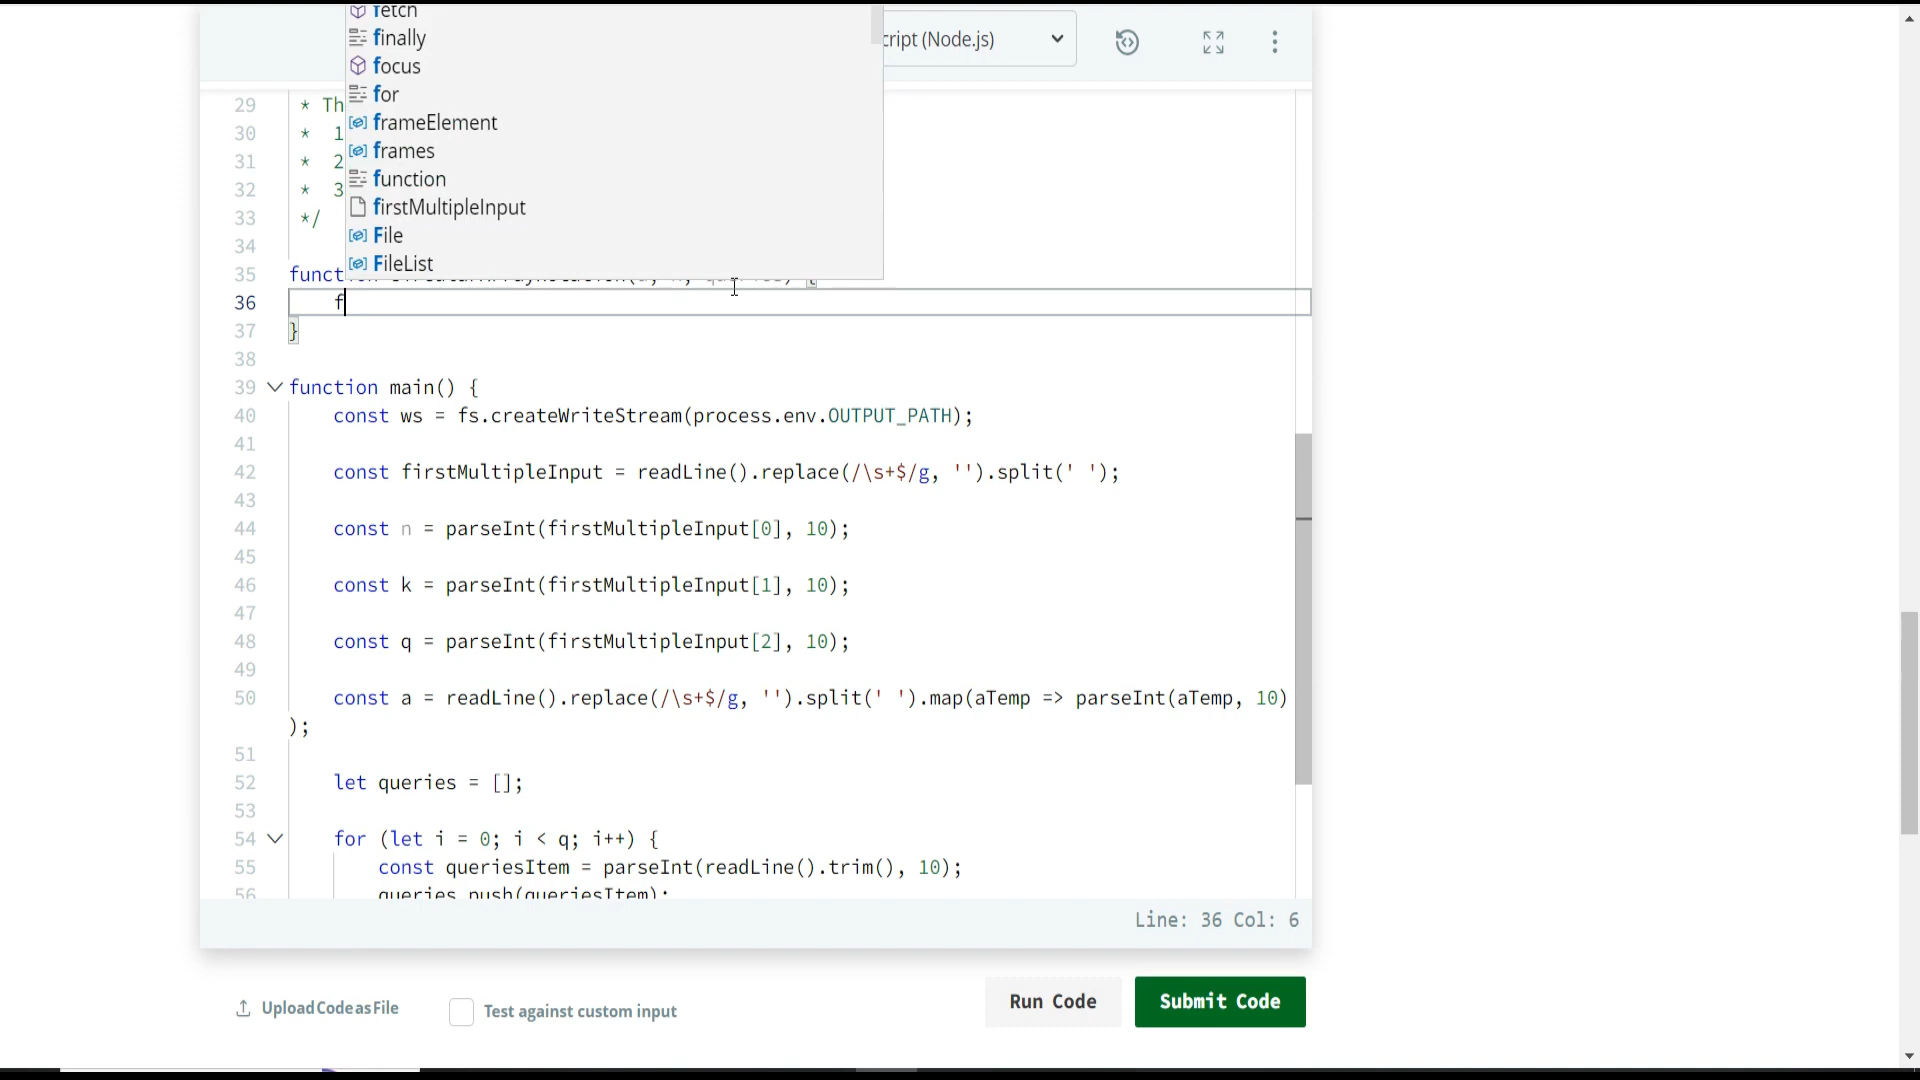 fetch
cript (Node.js)
finally
focus
for
frameElement
frames
function
firstMultipleInput
File
FileList
29 * Th
30 * 1
31 * 2
32 * 3
33 */
34
35 funct
36 f
37 }
38
39 function main() {
40 const ws = fs.createWriteStream(process.env.OUTPUT_PATH);
41
42 const firstMultipleInput = readLine().replace(/\s+$/g, '').split(' ');
43
44 const n = parseInt(firstMultipleInput[0], 10);
45
46 const k = parseInt(firstMultipleInput[1], 10);
47
48 const q = parseInt(firstMultipleInput[2], 10);
49
50 const a = readLine().replace(/\s+$/g, '').split(' ').map(aTemp => parseInt(aTemp, 10)
);
51
52 let queries = [];
53
54 for (let i = 0; i < q; i++) {
55 const queriesItem = parseInt(readLine().trim(), 10);
56 queries.push(queriesItem);
Line: 36 Col: 6
Upload Code as File
Test against custom input
Run Code
Submit Code